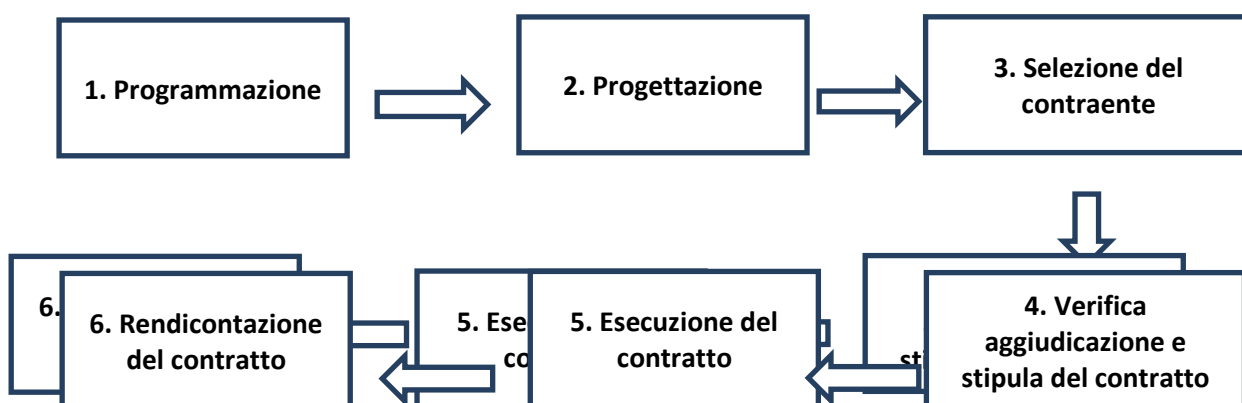 1. Programmazione
2. Progettazione
3. Selezione del
contraente
4. Verifica
aggiudicazione e
stipula del contratto
5. Esecuzione del
contratto
6. Rendicontazione
del contratto
6.
5. Ese
co
sti